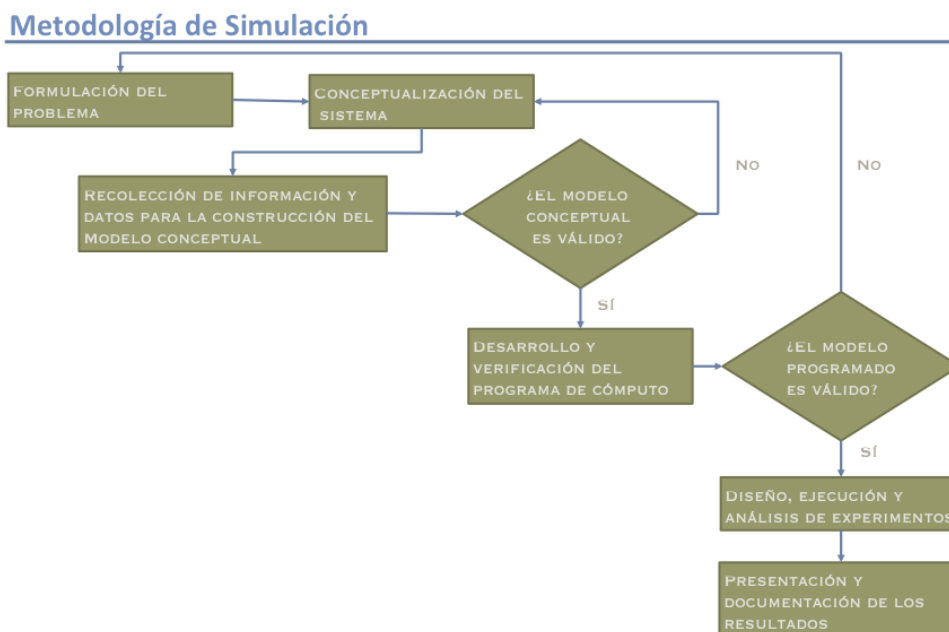 Metodología de Simulación
FORMULACIÓN DEL
PROBLEMA
CONCEPTUALIZACIÓN DEL
SISTEMA
RECOLECCIÓN DE INFORMACIÓN Y
DATOS PARA LA CONSTRUCCIÓN DEL
MODELO CONCEPTUAL
¿EL MODELO
CONCEPTUAL
ES VÁLIDO?
NO
NO
SÍ
DESARROLLO Y
VERIFICACIÓN DEL
PROGRAMA DE CÓMPUTO
¿EL MODELO
PROGRAMADO
ES VÁLIDO?
SÍ
DISEÑO, EJECUCIÓN Y
ANÁLISIS DE EXPERIMENTOS
PRESENTACIÓN Y
DOCUMENTACIÓN DE LOS
RESULTADOS